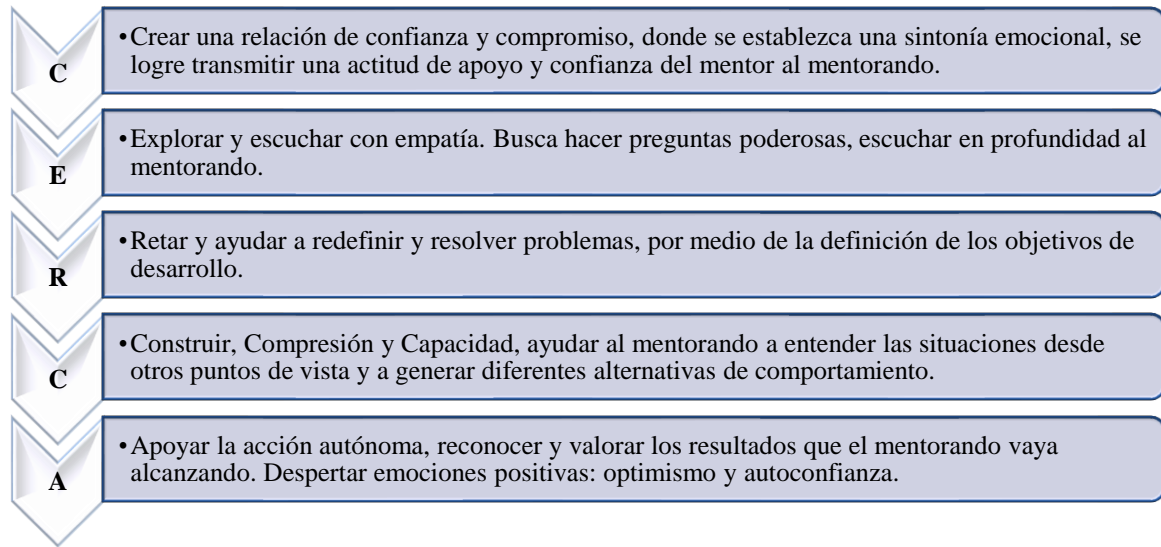 C
•Crear una relación de confianza y compromiso, donde se establezca una sintonía emocional, se
logre transmitir una actitud de apoyo y confianza del mentor al mentorando.
E
•Explorar y escuchar con empatía. Busca hacer preguntas poderosas, escuchar en profundidad al
mentorando.
R
•Retar y ayudar a redefinir y resolver problemas, por medio de la definición de los objetivos de
desarrollo.
C
•Construir, Compresión y Capacidad, ayudar al mentorando a entender las situaciones desde
otros puntos de vista y a generar diferentes alternativas de comportamiento.
A
•Apoyar la acción autónoma, reconocer y valorar los resultados que el mentorando vaya
alcanzando. Despertar emociones positivas: optimismo y autoconfianza.